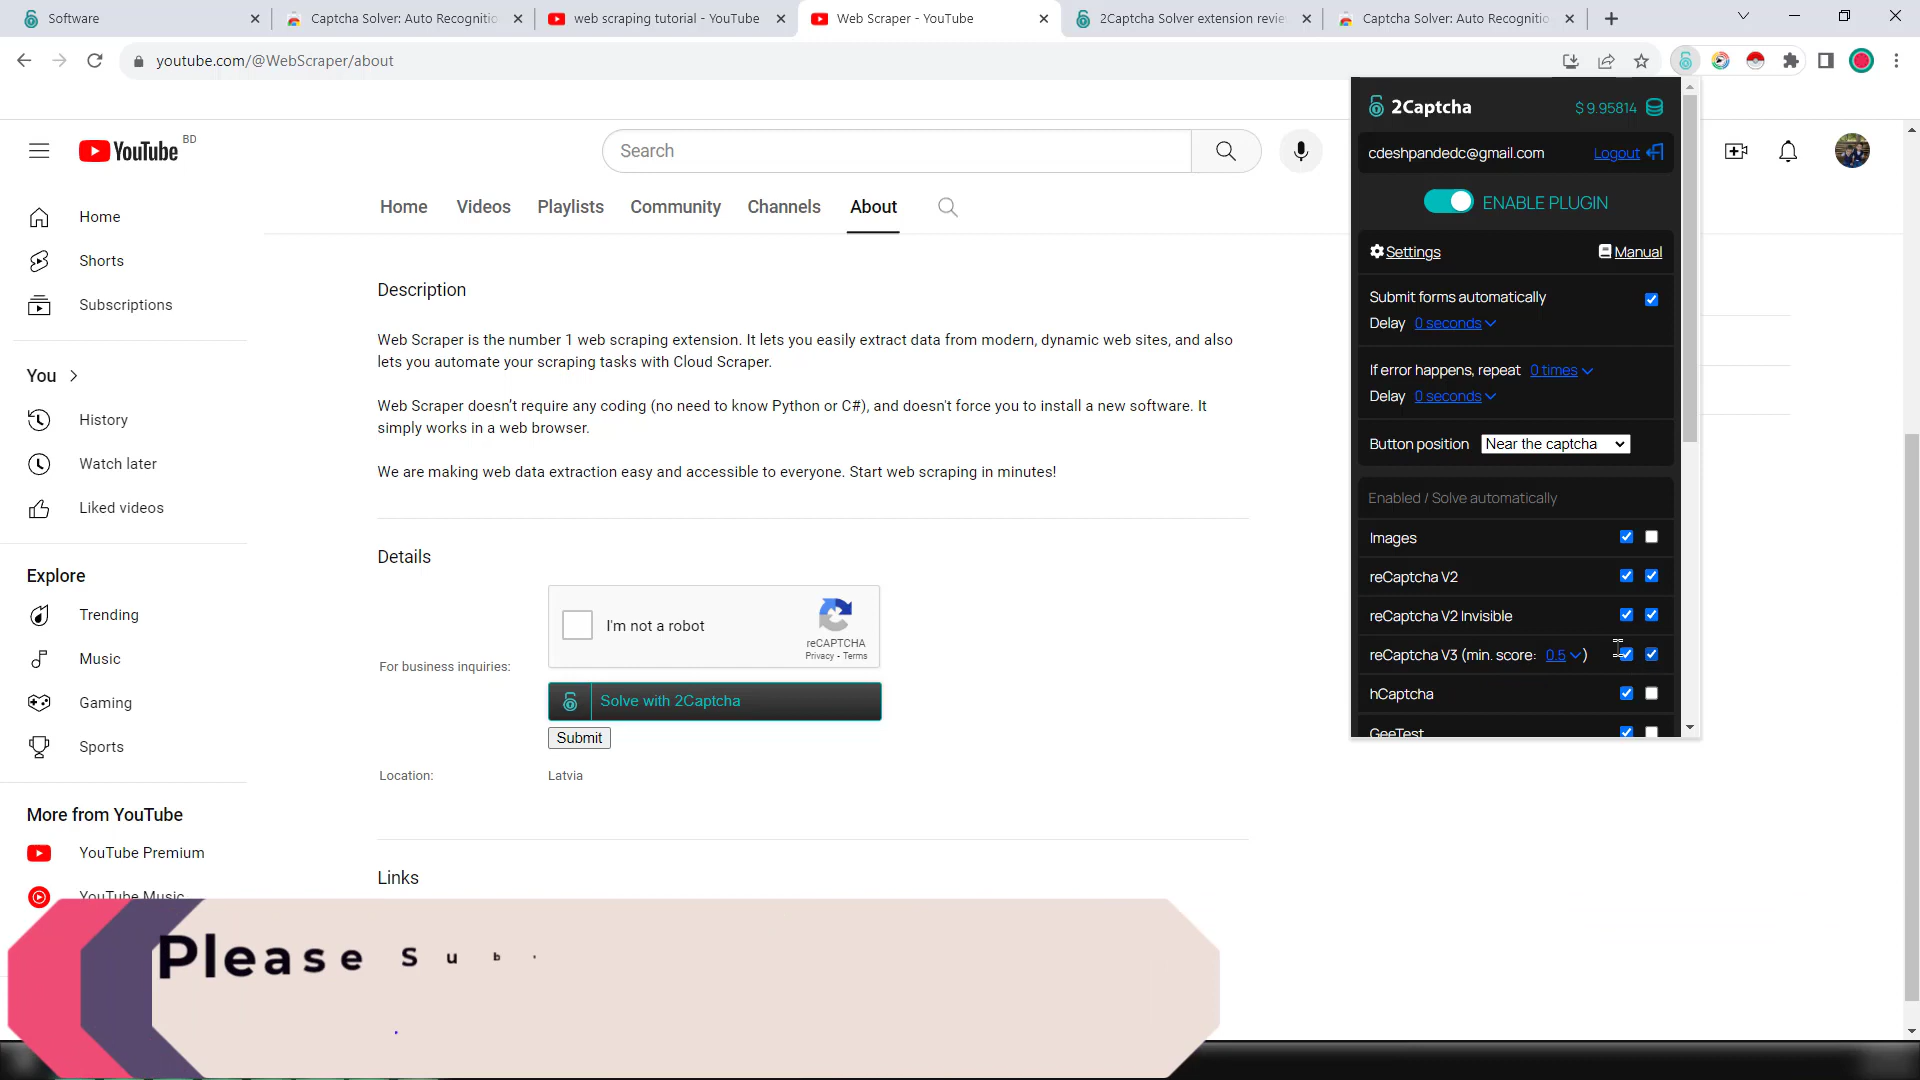 Software
Captcha Solver: Auto Recognitio
web scraping tutorial - YouTube
Web Scraper - YouTube
2Captcha Solver extension revie
Captcha Solver: Auto Recognitio
youtube.com/@WebScraper/about
YouTube BD
Search
Home
Videos
Playlists
Community
Channels
About
Home
Shorts
Subscriptions
You
History
Watch later
Liked videos
Explore
Trending
Music
Gaming
Sports
More from YouTube
YouTube Premium
YouTube Music
Description
Web Scraper is the number 1 web scraping extension. It lets you easily extract data from modern, dynamic web sites, and also
lets you automate your scraping tasks with Cloud Scraper.
Web Scraper doesn’t require any coding (no need to know Python or C#), and doesn't force you to install a new software. It
simply works in a web browser.
We are making web data extraction easy and accessible to everyone. Start web scraping in minutes!
Details
For business inquiries:
I'm not a robot
reCAPTCHA
Privacy - Terms
Solve with 2Captcha
Submit
Location:
Latvia
Links
2Captcha
$ 9.95814
cdeshpandedc@gmail.com
Logout
ENABLE PLUGIN
Settings
Manual
Submit forms automatically
Delay 0 seconds
If error happens, repeat 0 times
Delay 0 seconds
Button position Near the captcha
Enabled / Solve automatically
Images
reCaptcha V2
reCaptcha V2 Invisible
reCaptcha V3 (min. score: 0.5 )
hCaptcha
GeeTest
Please Sub